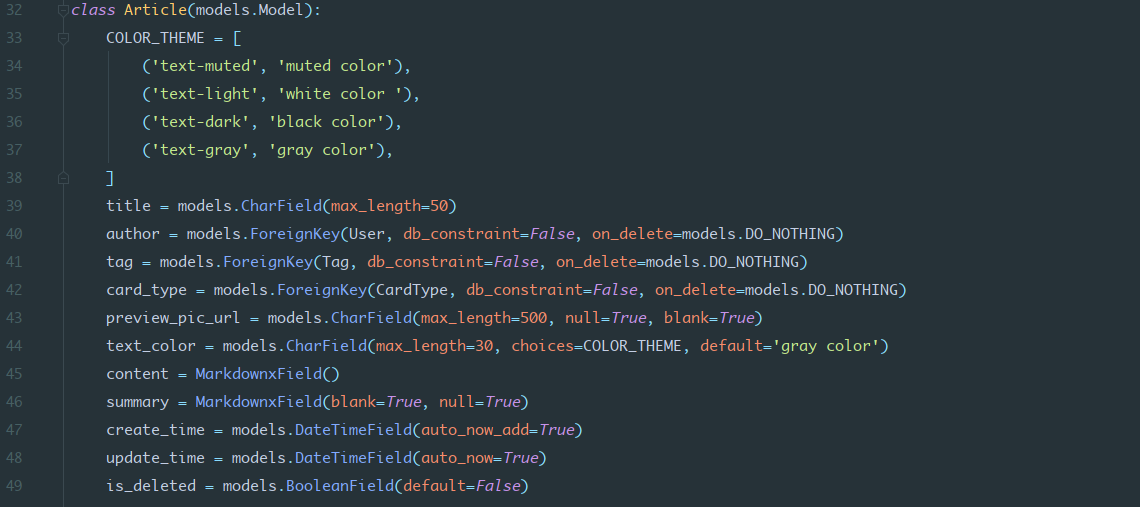 32 class Article(models.Model):
33 COLOR_THEME = [
34 ('text-muted', 'muted color'),
35 ('text-light', 'white color '),
36 ('text-dark', 'black color'),
37 ('text-gray', 'gray color'),
38 ]
39 title = models.CharField(max_length=50)
40 author = models.ForeignKey(User, db_constraint=False, on_delete=models.DO_NOTHING)
41 tag = models.ForeignKey(Tag, db_constraint=False, on_delete=models.DO_NOTHING)
42 card_type = models.ForeignKey(CardType, db_constraint=False, on_delete=models.DO_NOTHING)
43 preview_pic_url = models.CharField(max_length=500, null=True, blank=True)
44 text_color = models.CharField(max_length=30, choices=COLOR_THEME, default='gray color')
45 content = MarkdownxField()
46 summary = MarkdownxField(blank=True, null=True)
47 create_time = models.DateTimeField(auto_now_add=True)
48 update_time = models.DateTimeField(auto_now=True)
49 is_deleted = models.BooleanField(default=False)